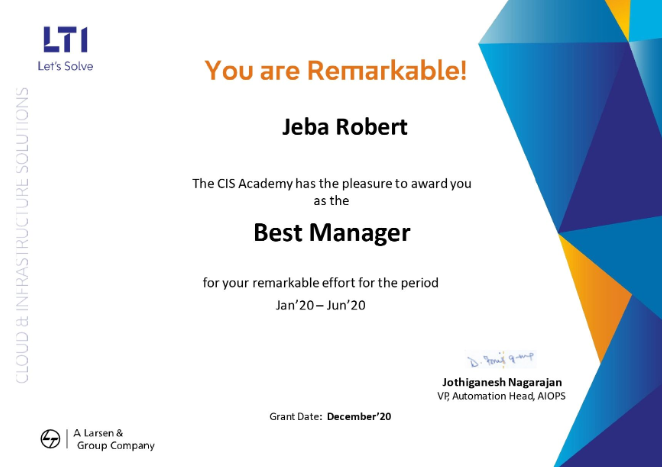 LTI
Let's Solve
CLOUD & INFRASTRUCTURE SOLUTIONS
You are Remarkable!
Jeba Robert
The CIS Academy has the pleasure to award you
as the
Best Manager
for your remarkable effort for the period
Jan'20 – Jun'20
Jothiganesh Nagarajan
VP, Automation Head, AIOPS
Grant Date: December'20
A Larsen &
Group Company